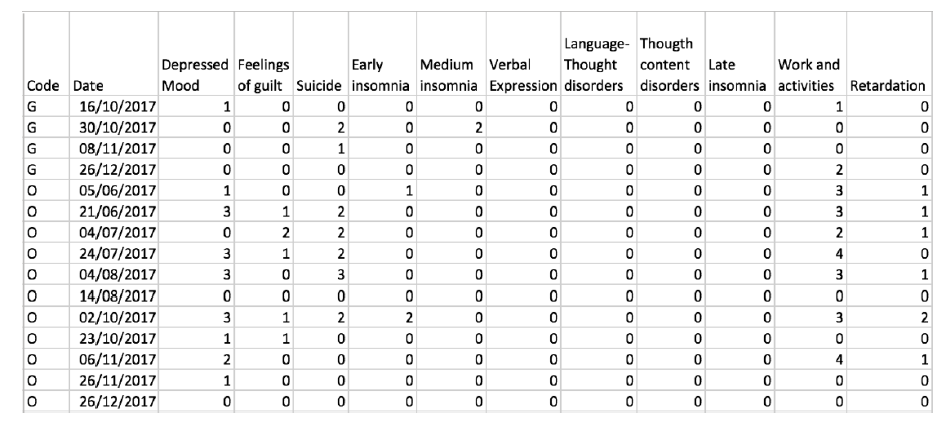 Language- Thougth
Depressed Feelings Early Medium Verbal Thought content Late Work and
Code Date Mood of guilt Suicide insomnia insomnia Expression disorders disorders insomnia activities Retardation
G 16/10/2017 1 0 0 0 0 0 0 0 0 1 0
G 30/10/2017 0 0 2 0 2 0 0 0 0 0 0
G 08/11/2017 0 0 1 0 0 0 0 0 0 0 0
G 26/12/2017 0 0 0 0 0 0 0 0 0 2 0
O 05/06/2017 1 0 0 1 0 0 0 0 0 3 1
O 21/06/2017 3 1 2 0 0 0 0 0 0 3 1
O 04/07/2017 0 2 2 0 0 0 0 0 0 2 1
O 24/07/2017 3 1 2 0 0 0 0 0 0 4 0
O 04/08/2017 3 0 3 0 0 0 0 0 0 3 1
O 14/08/2017 0 0 0 0 0 0 0 0 0 0 0
O 02/10/2017 3 1 2 2 0 0 0 0 0 3 2
O 23/10/2017 1 1 0 0 0 0 0 0 0 0 0
O 06/11/2017 2 0 0 0 0 0 0 0 0 4 1
O 26/11/2017 1 0 0 0 0 0 0 0 0 0 0
O 26/12/2017 0 0 0 0 0 0 0 0 0 0 0